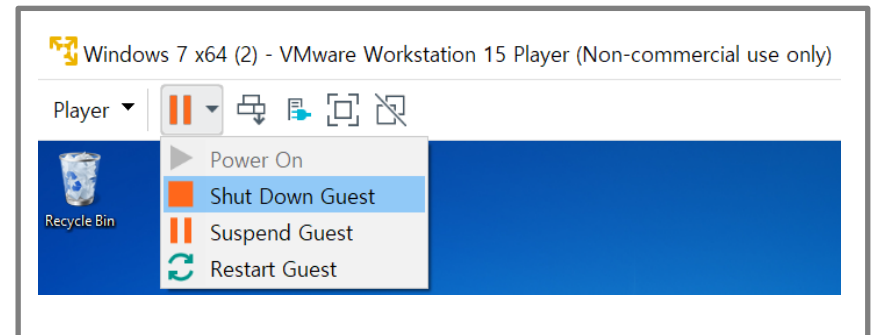 Windows 7 x64 (2) - VMware Workstation 15 Player (Non-commercial use only)
Player
Power On
Recycle Bin
Shut Down Guest
Suspend Guest
Restart Guest